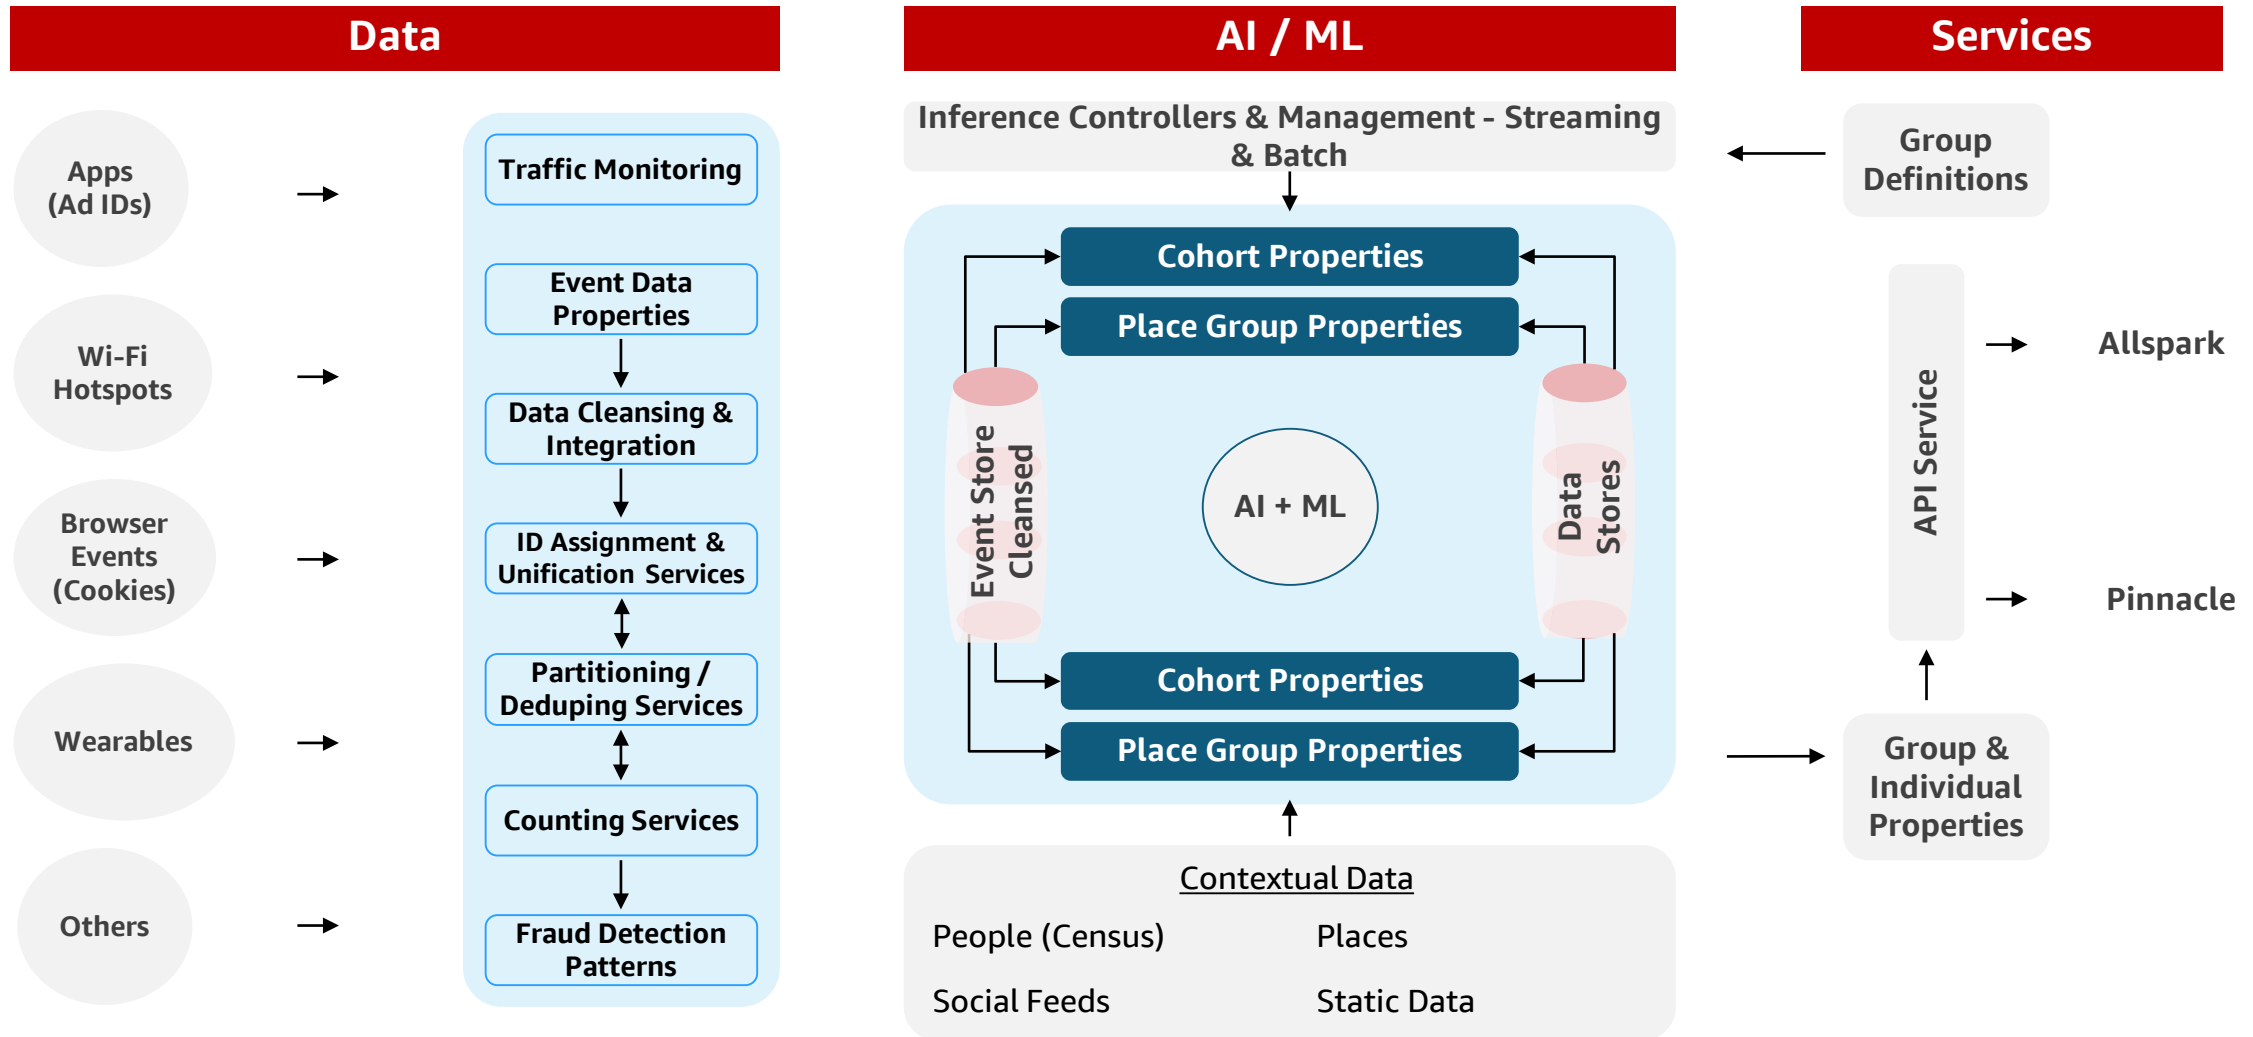 Data
AI / ML
Services
Apps
(Ad IDs)
Wi-Fi
Hotspots
Browser
Events
(Cookies)
Wearables
Others
Traffic Monitoring
Event Data
Properties
Data Cleansing &
Integration
ID Assignment &
Unification Services
Partitioning /
Deduping Services
Counting Services
Fraud Detection
Patterns
Inference Controllers & Management - Streaming
& Batch
Cohort Properties
Place Group Properties
Event Store
Cleansed
AI + ML
Data
Stores
Cohort Properties
Place Group Properties
Contextual Data
People (Census)
Places
Social Feeds
Static Data
Group
Definitions
API Service
Allspark
Pinnacle
Group &
Individual
Properties